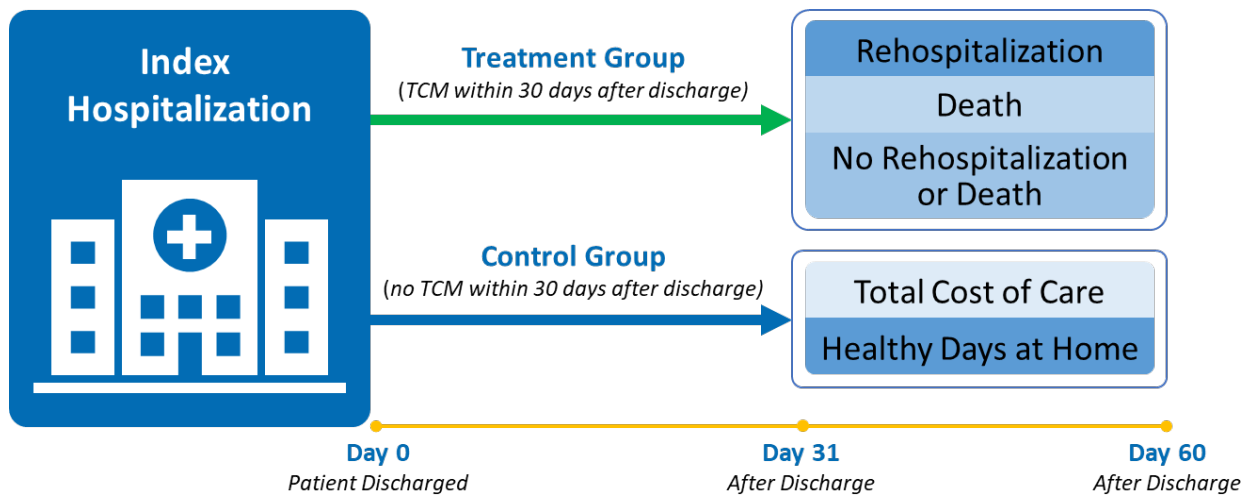 Index
Hospitalization
Treatment Group
(TCM within 30 days after discharge)
Rehospitalization
Death
No Rehospitalization
or Death
Control Group
(no TCM within 30 days after discharge)
Total Cost of Care
Healthy Days at Home
Day 0
Patient Discharged
Day 31
After Discharge
Day 60
After Discharge